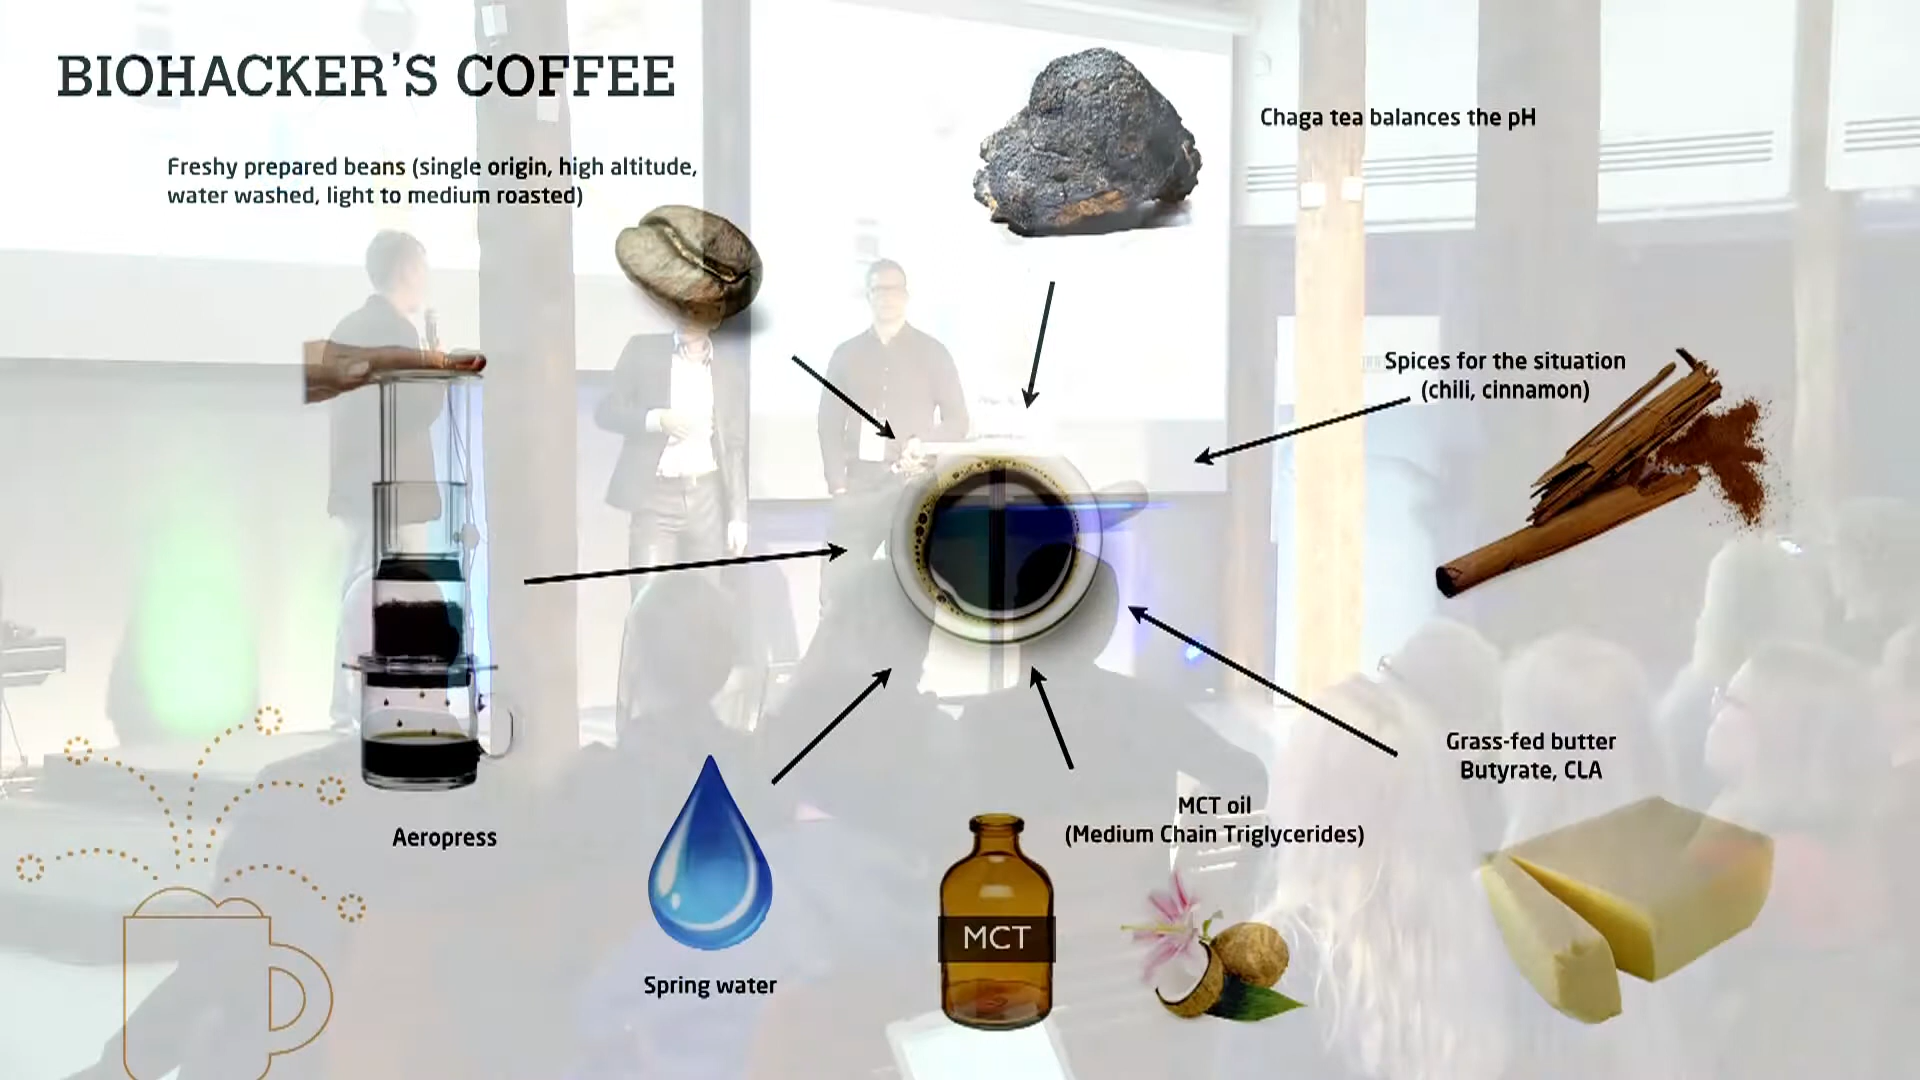 BIOHACKER'S COFFEE
Freshy prepared beans (single origin, high altitude,
water washed, light to medium roasted)
Chaga tea balances the pH
Spices for the situation
(chili, cinnamon)
Grass-fed butter
Butyrate, CLA
MCT oil
(Medium Chain Triglycerides)
Aeropress
MCT
Spring water